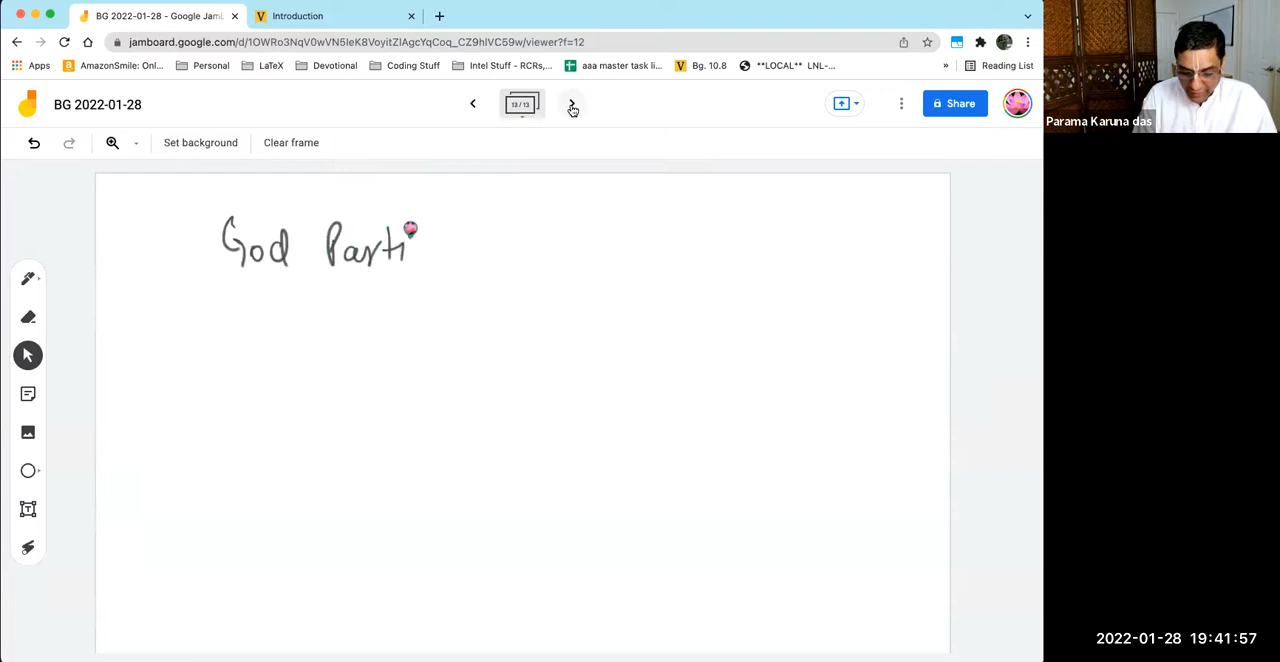 BG 2022-01-28 - Google Jam
Introduction
jamboard.google.com/d/1OWRo3NqV0wVN5leK8VoyitZlAgcYqCoq_CZ9hlVC59w/viewer?f=12
Apps AmazonSmile: Onl... Personal LaTeX Devotional Coding Stuff Intel Stuff - RCRs,... aaa master task li... Bg. 10.8 **LOCAL** LNL-... » Reading List
BG 2022-01-28 13 / 13 Share
Parama Karuna das
Set background Clear frame
God Parti
2022-01-28 19:41:57